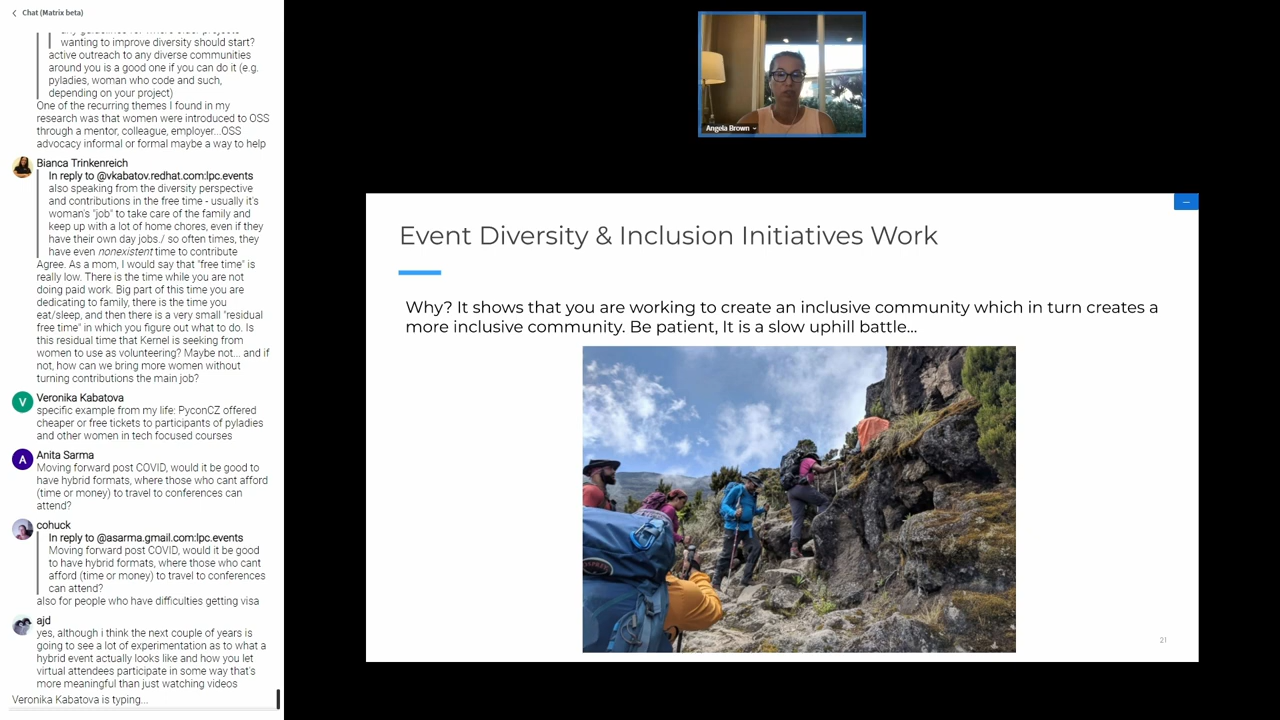 Chat (Matrix beta)
wanting to improve diversity should start?
active outreach to any diverse communities
around you is a good one if you can do it (e.g.
pyladies, woman who code and such,
depending on your project)
One of the recurring themes I found in my
research was that women were introduced to OSS
through a mentor, colleague, employer...OSS
advocacy informal or formal maybe a way to help
Bianca Trinkenreich
In reply to @vkabatov.redhat.com:lpc.events
also speaking from the diversity perspective
and contributions in the free time - usually it's
woman's "job" to take care of the family and
keep up with a lot of home chores, even if they
have their own day jobs./ so often times, they
have even nonexistent time to contribute
Agree. As a mom, I would say that "free time" is
really low. There is the time while you are not
doing paid work. Big part of this time you are
dedicating to family, there is the time you
eat/sleep, and then there is a very small "residual
free time" in which you figure out what to do. Is
this residual time that Kernel is seeking from
women to use as volunteering? Maybe not... and if
not, how can we bring more women without
turning contributions the main job?
V
Veronika Kabatova
specific example from my life: PyconCZ offered
cheaper or free tickets to participants of pyladies
and other women in tech focused courses
A
Anita Sarma
Moving forward post COVID, would it be good to
have hybrid formats, where those who cant afford
(time or money) to travel to conferences can
attend?
cohuck
In reply to @asarma.gmail.com:lpc.events
Moving forward post COVID, would it be good
to have hybrid formats, where those who cant
afford (time or money) to travel to conferences
can attend?
also for people who have difficulties getting visa
ajd
yes, although i think the next couple of years is
going to see a lot of experimentation as to what a
hybrid event actually looks like and how you let
virtual attendees participate in some way that's
more meaningful than just watching videos
Veronika Kabatova is typing...
Angela Brown
Event Diversity & Inclusion Initiatives Work
Why? It shows that you are working to create an inclusive community which in turn creates a
more inclusive community. Be patient, It is a slow uphill battle...
21